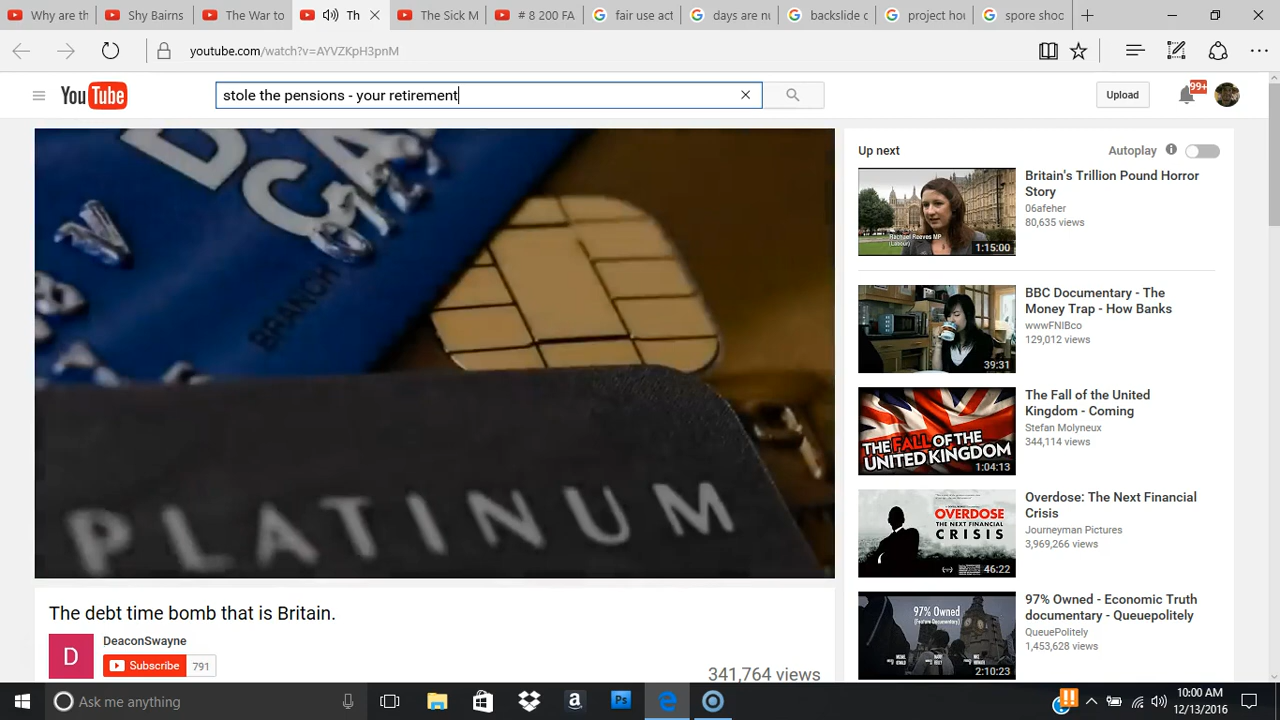 Why are th
Shy Bairns
The War to
Th
The Sick M
# 8 200 FA
fair use act
days are nu
backslide c
project hou
spore shoc
youtube.com/watch?v=AYVZKpH3pnM
YouTube
stole the pensions - your retirement
Upload
99+
Up next
Autoplay
BRANCH
PLATINUM
Rachael Reeves MP
(Labour)
1:15:00
Britain's Trillion Pound Horror
Story
06afeher
80,635 views
39:31
BBC Documentary - The
Money Trap - How Banks
wwwFNIBco
129,012 views
THE FALL OF THE
UNITED KINGDOM
1:04:13
The Fall of the United
Kingdom - Coming
Stefan Molyneux
344,114 views
OVERDOSE
THE NEXT FINANCIAL
CRISIS
46:22
Overdose: The Next Financial
Crisis
Journeyman Pictures
3,969,266 views
97% Owned
2:10:23
97% Owned - Economic Truth
documentary - Queuepolitely
QueuePolitely
1,453,628 views
The debt time bomb that is Britain.
D
DeaconSwayne
Subscribe
791
341,764 views
Ask me anything
a
Ps
10:00 AM
12/13/2016